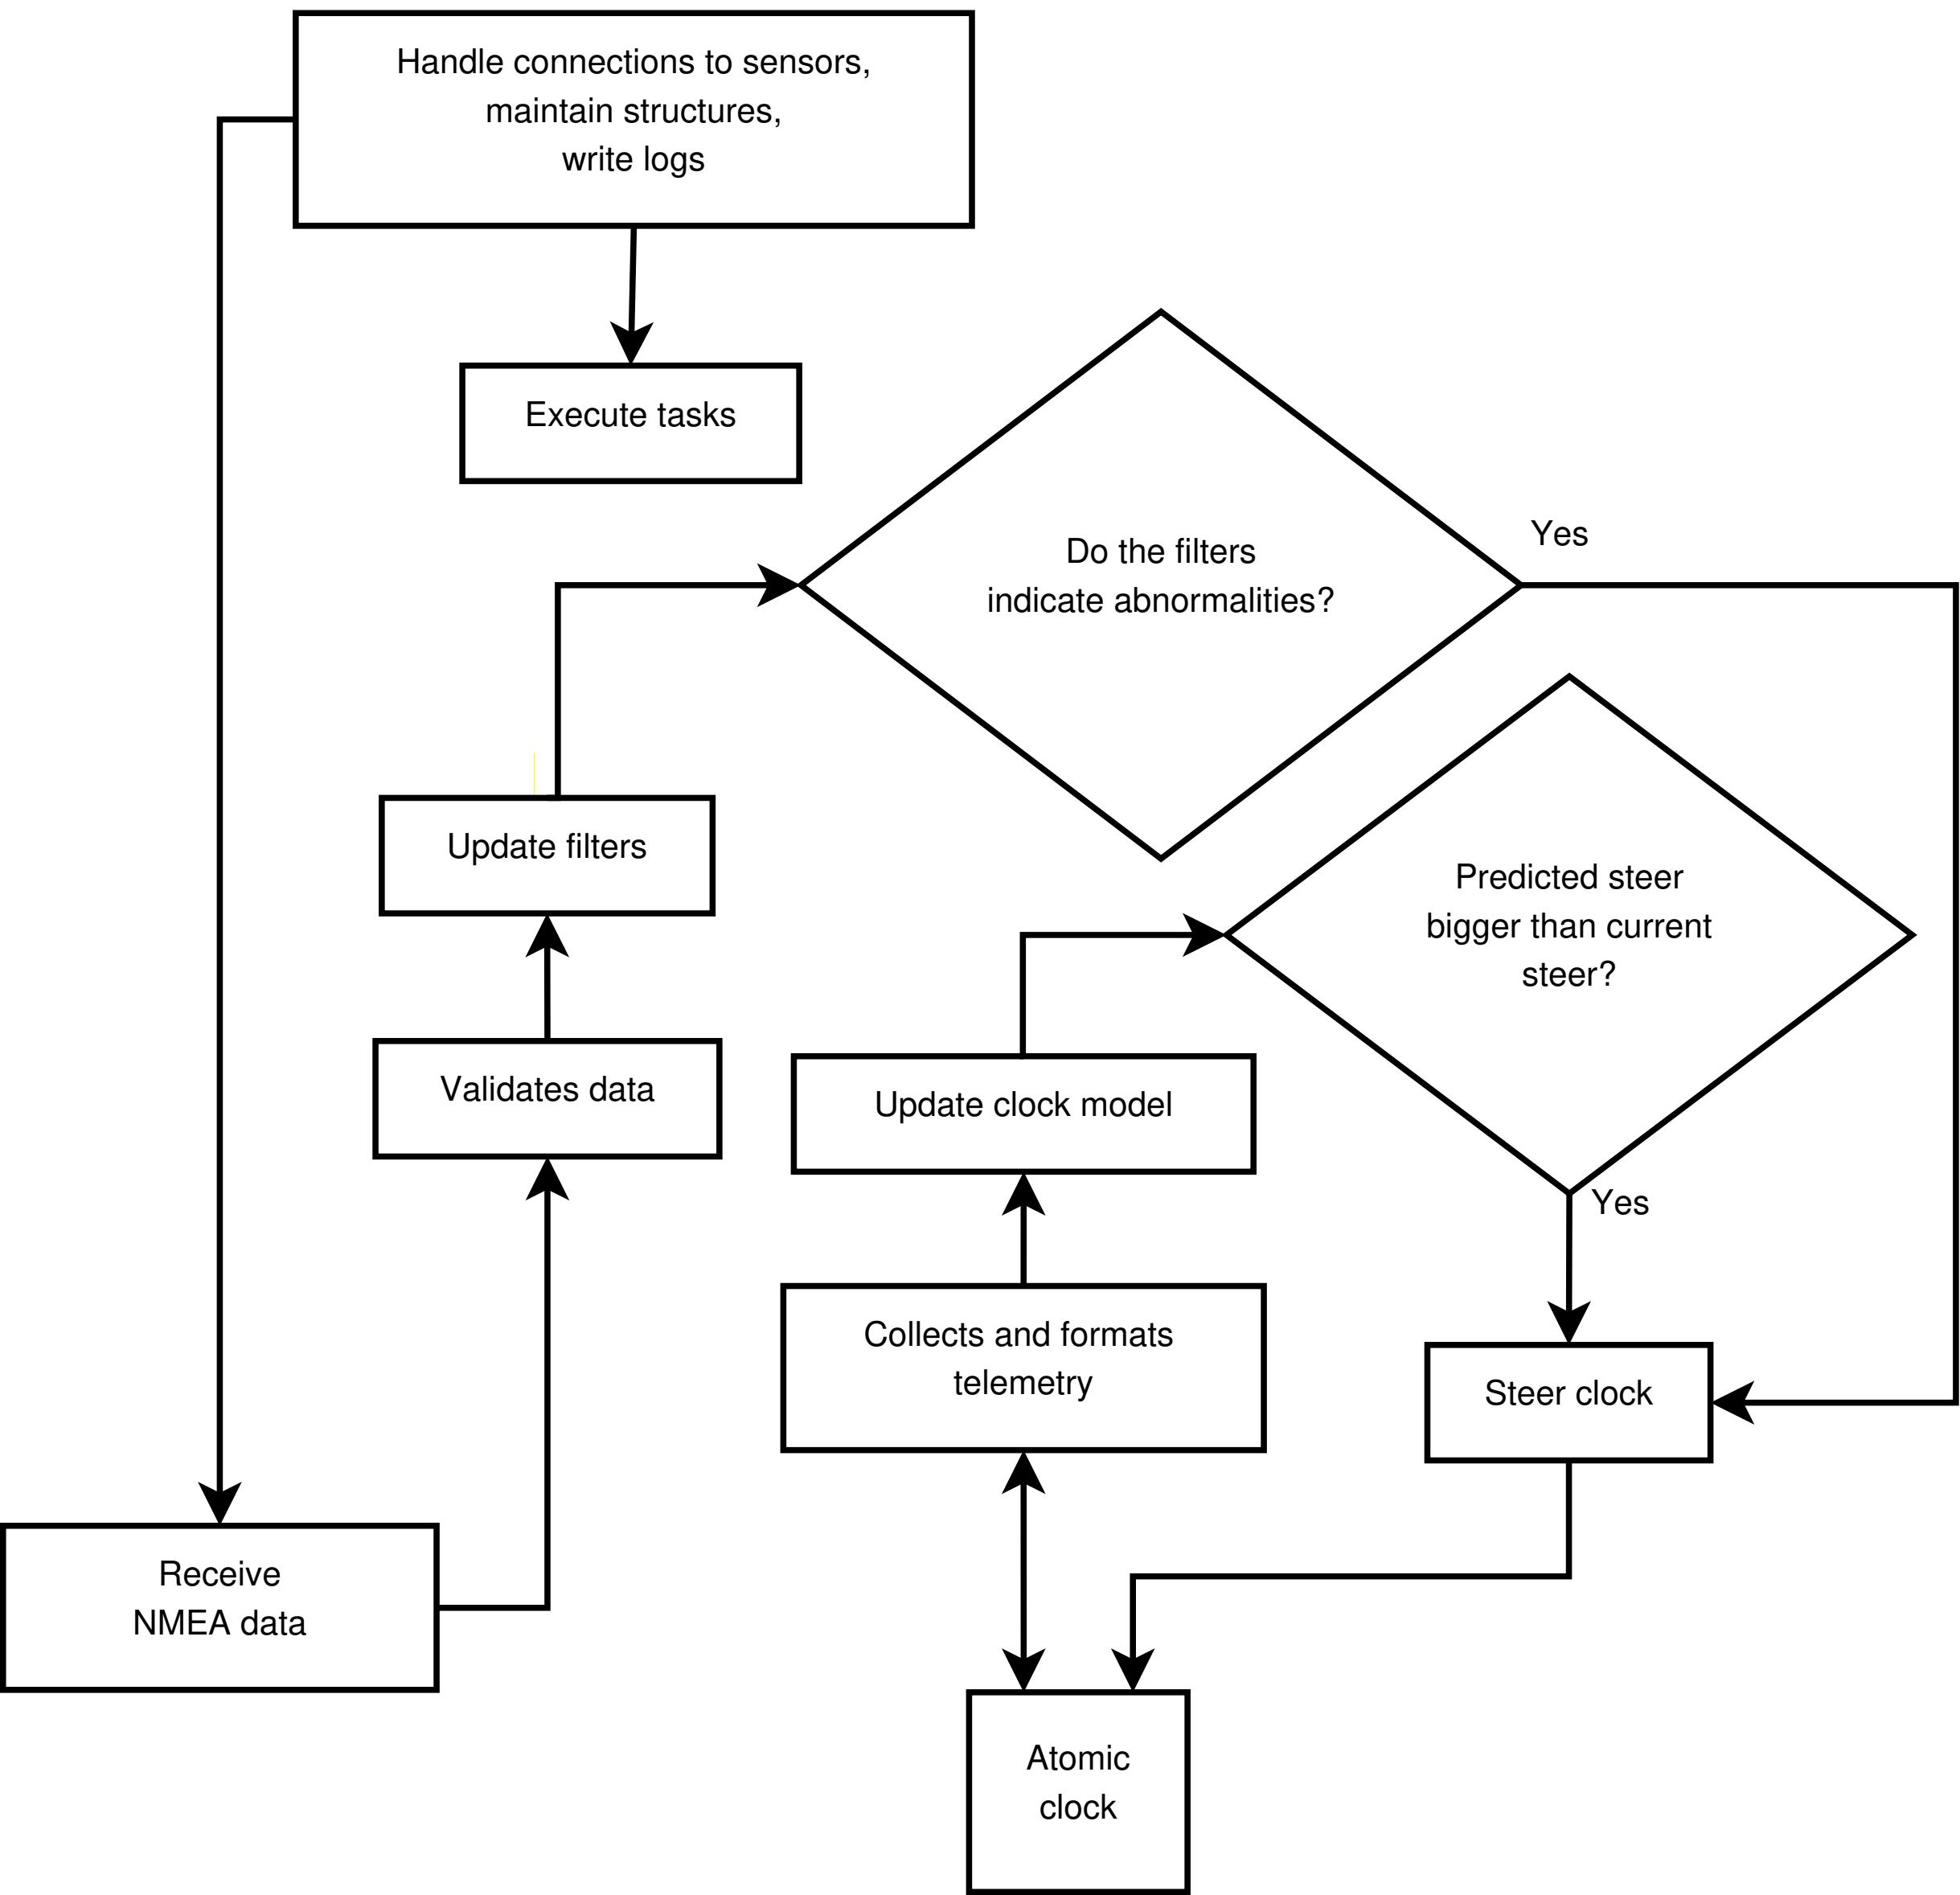 Handle connections to sensors,
maintain structures,
write logs
Execute tasks
Do the filters
indicate abnormalities?
Yes
Update filters
Predicted steer
bigger than current
steer?
Validates data
Update clock model
Yes
Collects and formats
telemetry
Steer clock
Receive
NMEA data
Atomic
clock